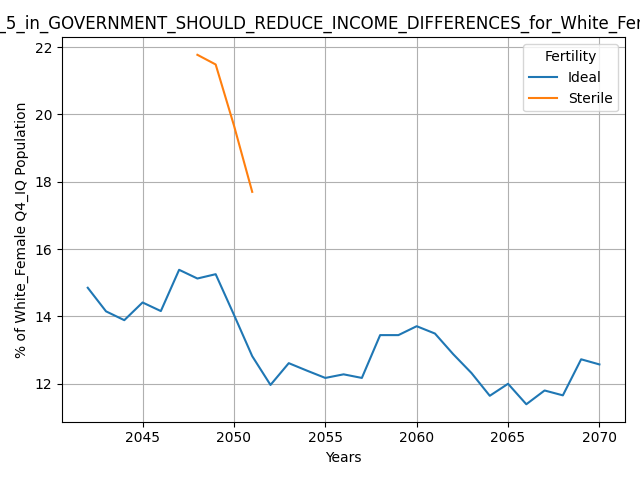 _5_in_GOVERNMENT_SHOULD_REDUCE_INCOME_DIFFERENCES_for_White_Fe
Fertility
Ideal
Sterile
% of White_Female Q4_IQ Population
22
20
18
16
14
12
2045
2050
2055
2060
2065
2070
Years